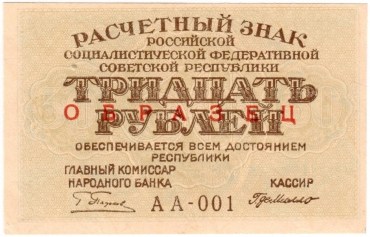 РАСЧЕТНЫЙ ЗНАК
РОССИЙСКОЙ
СОЦИАЛИСТИЧЕСКОЙ ФЕДЕРАТИВНОЙ
СОВЕТСКОЙ РЕСПУБЛИКИ
ТРИДЦАТЬ
ОБРАЗЕЦ
РУБЛЕЙ
ОБЕСПЕЧИВАЕТСЯ ВСЕМ ДОСТОЯНИЕМ
РЕСПУБЛИКИ
ГЛАВНЫЙ КОМИССАР
НАРОДНОГО БАНКА
КАССИР
АА-001